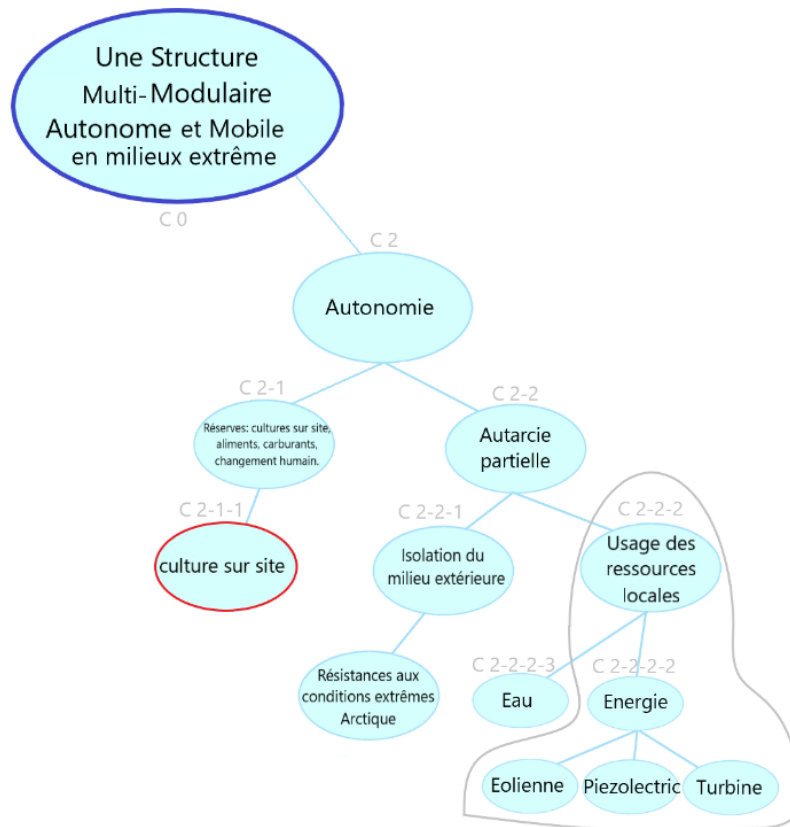 Une Structure
Multi-Modulaire
Autonome et Mobile
en milieux extrême
C 0
C 2
Autonomie
C 2-1
C 2-2
Réserves: cultures sur site,
aliments, carburants,
changement humain.
Autarcie
partielle
C 2-1-1
C 2-2-1
C 2-2-2
culture sur site
Isolation du
milieu extérieure
Usage des
ressources
locales
C 2-2-2-3
C 2-2-2-2
Résistances aux
conditions extrêmes
Arctique
Eau
Energie
Eolienne
Piezolectric
Turbine